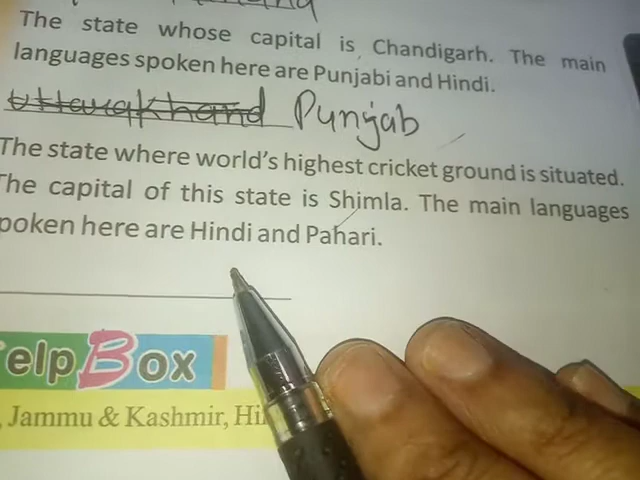 The state whose capital is Chandigarh. The main
languages spoken here are Punjabi and Hindi.
Uttarakhand Punjab
The state where world's highest cricket ground is situated.
The capital of this state is Shimla. The main languages
poken here are Hindi and Pahari.
elp Box
, Jammu & Kashmir, Hi